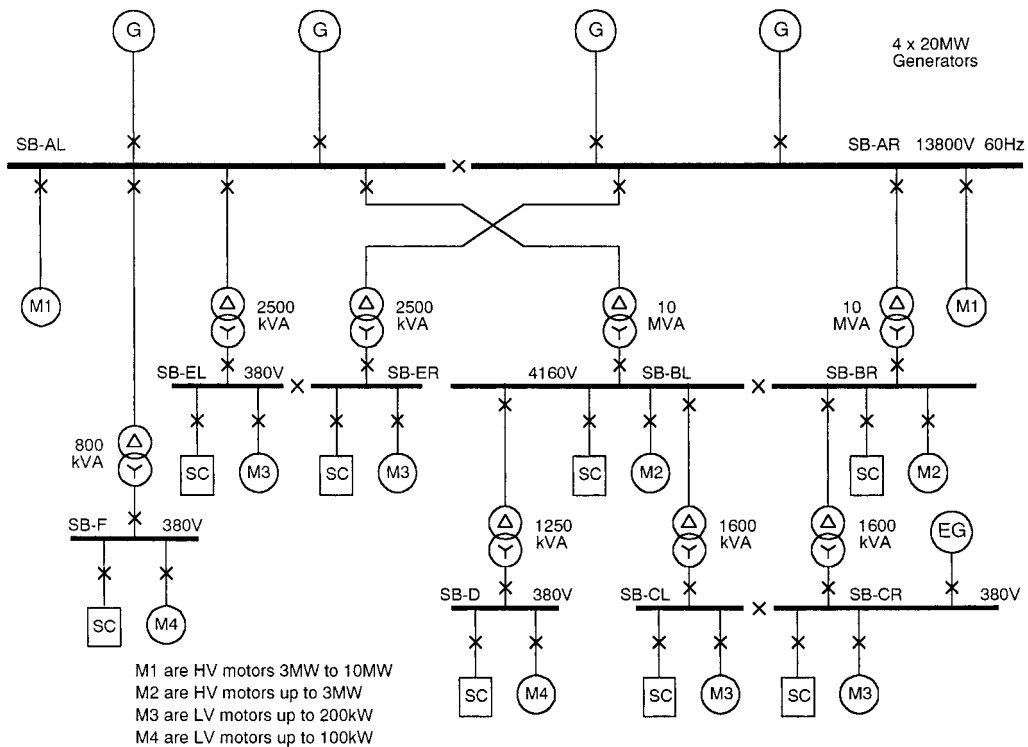 G G G G
4 x 20MW
Generators
SB-AL SB-AR 13800V 60Hz
M1 2500 2500 10 10 M1
kVA kVA MVA MVA
SB-EL 380V SB-ER 4160V SB-BL SB-BR
800
kVA
SC M3 SC M3 SC M2 SC M2
SB-F 380V 1250 1600 1600 EG
kVA kVA kVA
SB-D 380V SB-CL SB-CR 380V
SC M4
M1 are HV motors 3MW to 10MW
M2 are HV motors up to 3MW
M3 are LV motors up to 200kW
M4 are LV motors up to 100kW
SC M4 SC M3 SC M3